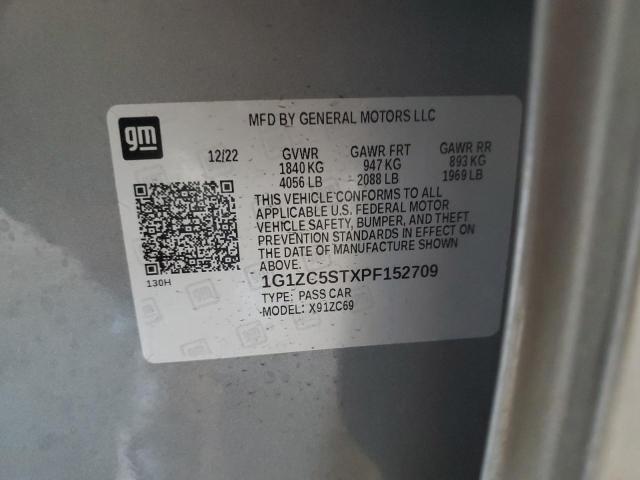 gm
MFD BY GENERAL MOTORS LLC
12/22 GVWR GAWR FRT GAWR RR
1840 KG 947 KG 893 KG
4056 LB 2088 LB 1969 LB
THIS VEHICLE CONFORMS TO ALL
APPLICABLE U.S. FEDERAL MOTOR
VEHICLE SAFETY, BUMPER, AND THEFT
PREVENTION STANDARDS IN EFFECT ON
THE DATE OF MANUFACTURE SHOWN
ABOVE.
130H
1G1ZC5STXPF152709
TYPE: PASS CAR
MODEL: X91ZC69